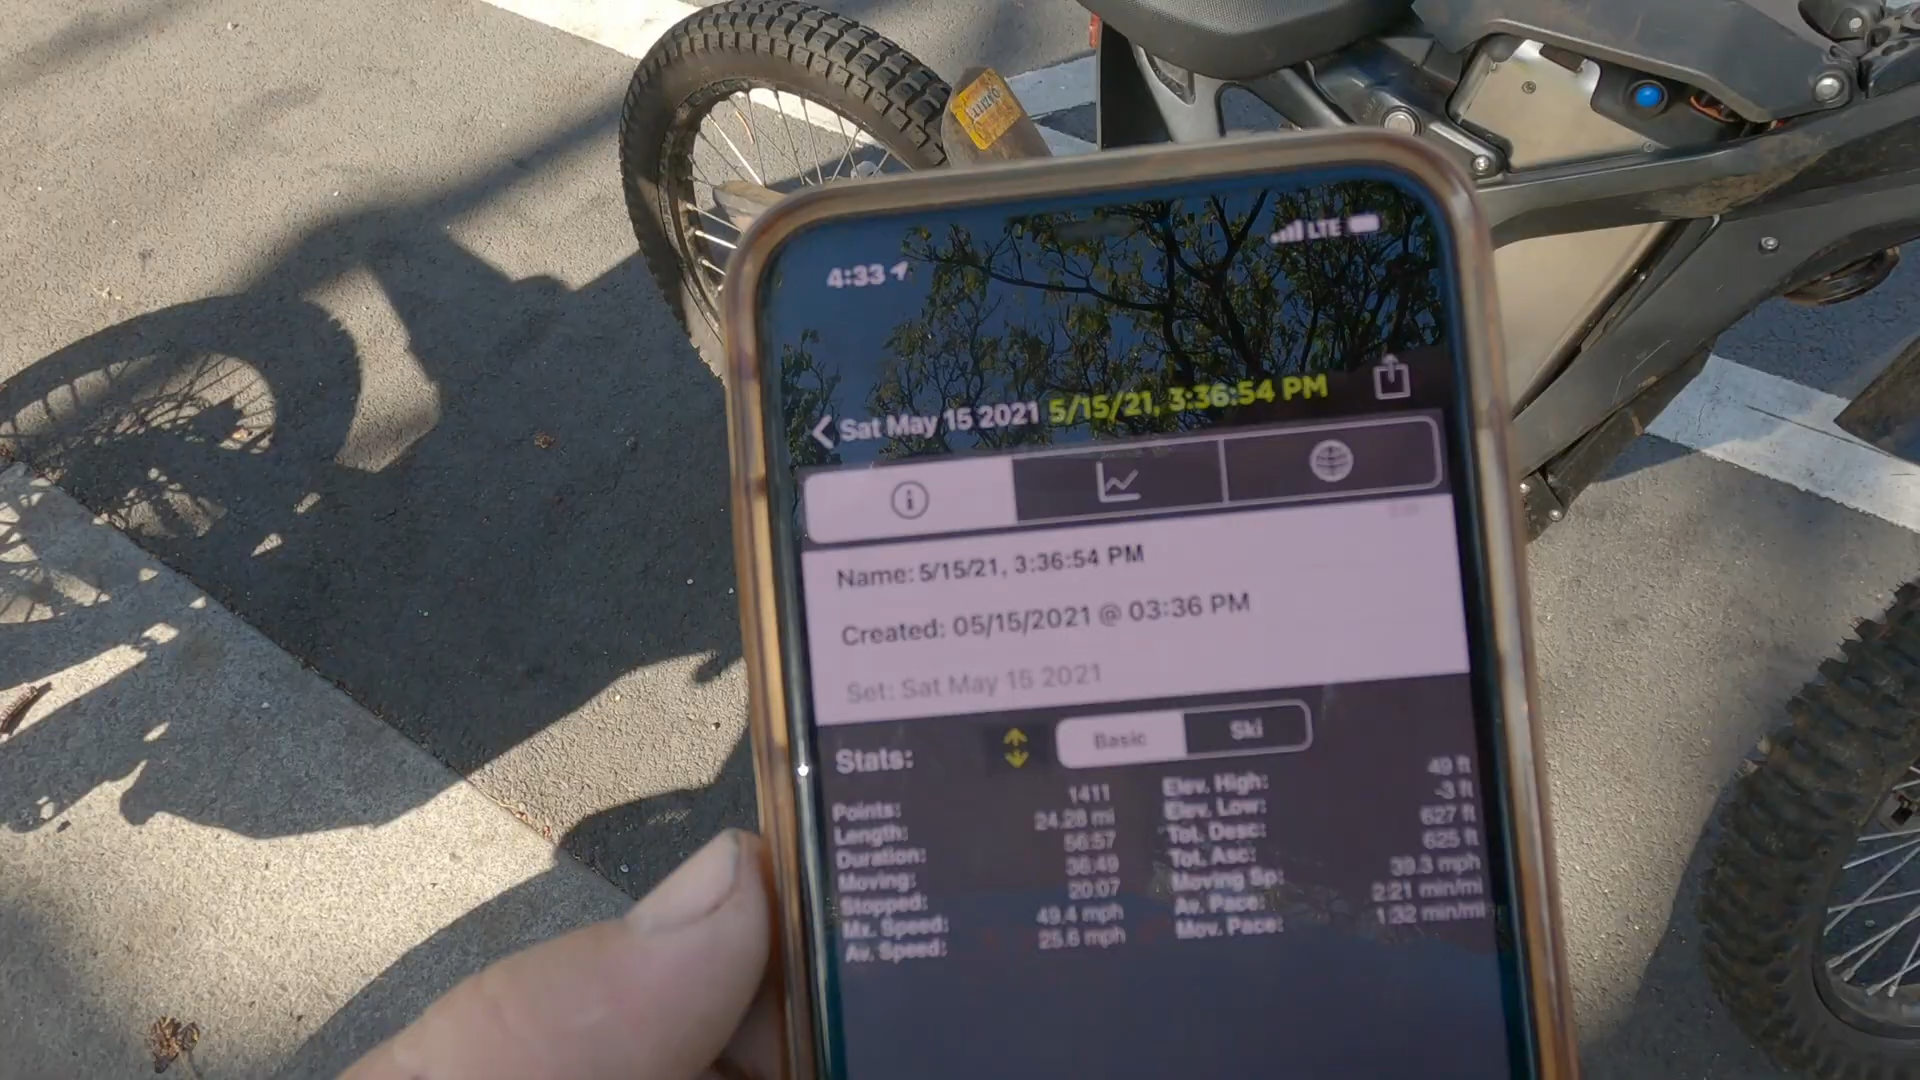 4:33 LTE
Sat May 15 2021 5/15/21, 3:36:54 PM
Name: 5/15/21, 3:36:54 PM
Created: 05/15/2021 @ 03:36 PM
Set: Sat May 15 2021
Stats: Basic Ski
Points: 1411 Elev. High: 49 ft
Length: 24.28 mi Elev. Low: -3 ft
Duration: 56:57 Tot. Desc: 627 ft
Moving: 36:49 Tot. Asc: 625 ft
Stopped: 20:07 Moving Sp: 39.3 mph
Mx. Speed: 49.4 mph Av. Pace: 2:21 min/mi
Av. Speed: 25.6 mph Mov. Pace: 1:32 min/mi